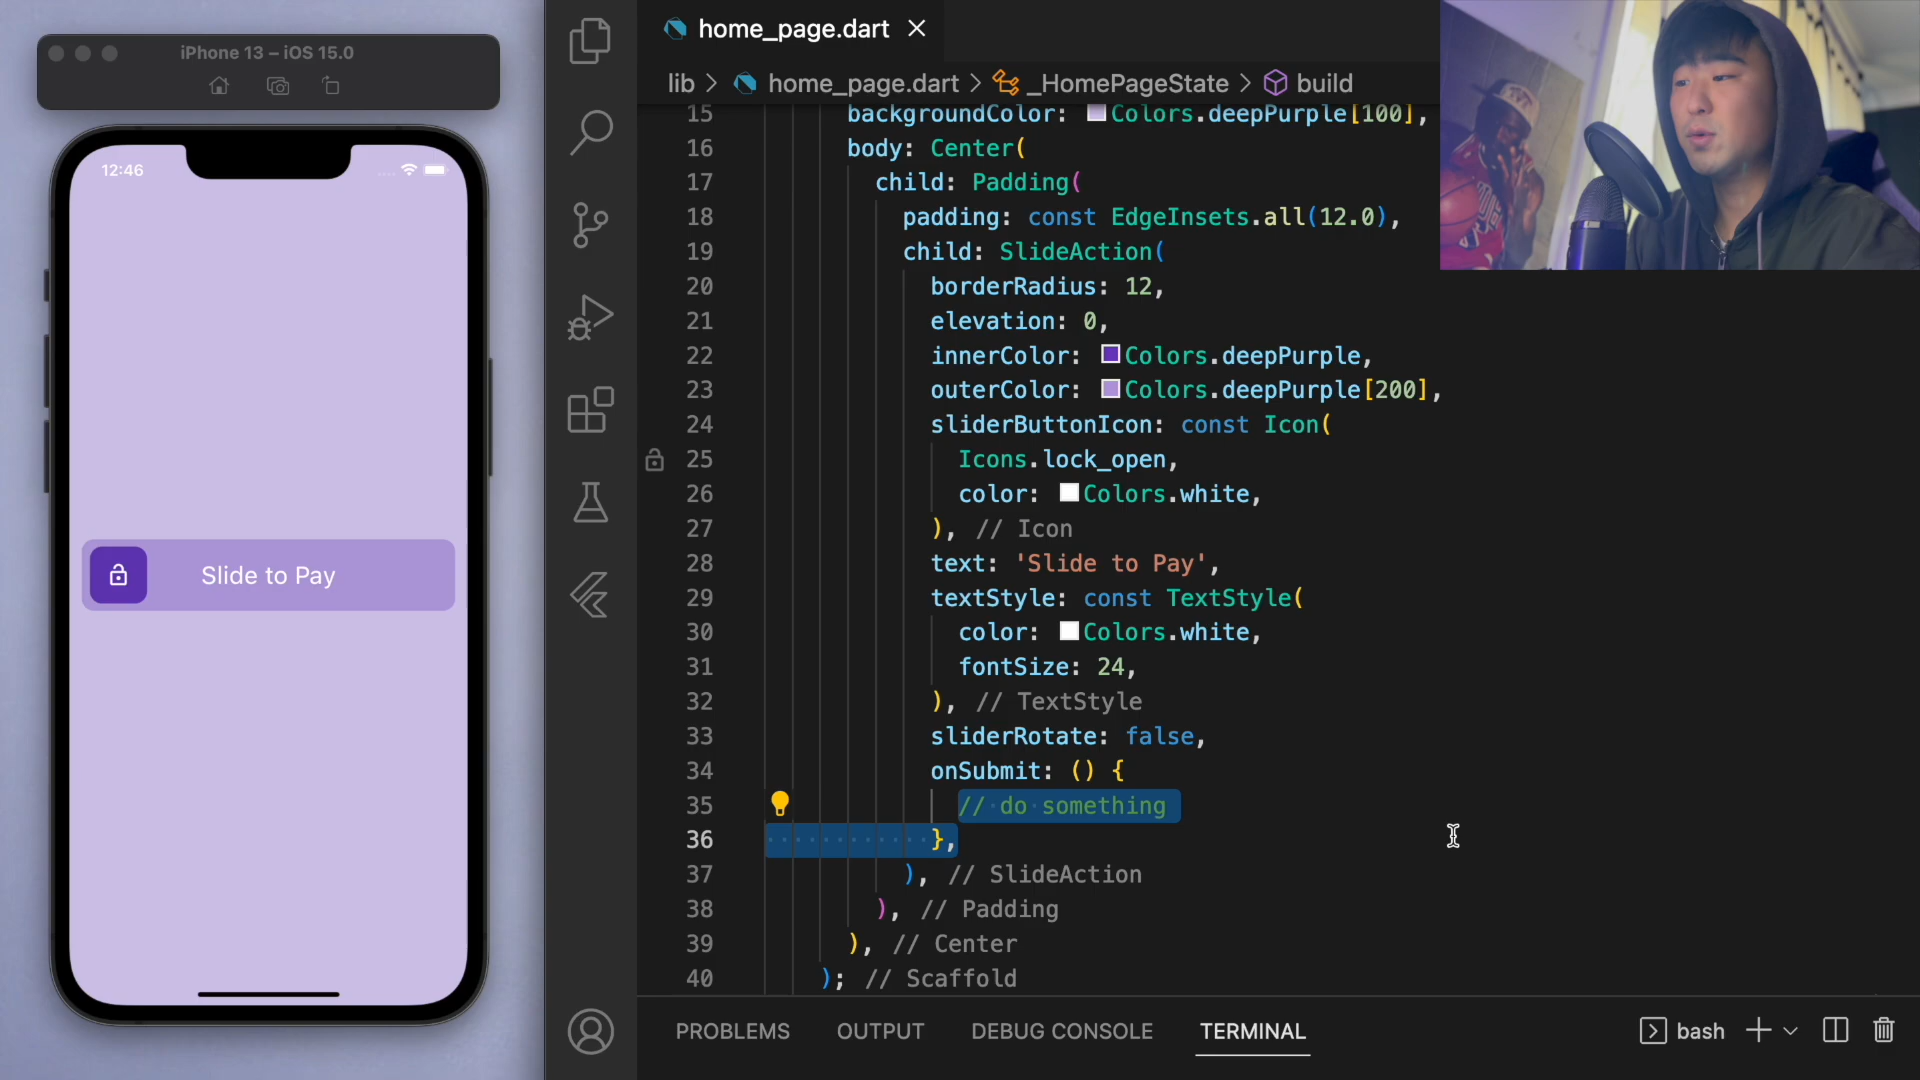 iPhone 13 – iOS 15.0
12:46
Slide to Pay
home_page.dart
lib > home_page.dart > _HomePageState > build
15 backgroundColor: Colors.deepPurple[100],
16 body: Center(
17 child: Padding(
18 padding: const EdgeInsets.all(12.0),
19 child: SlideAction(
20 borderRadius: 12,
21 elevation: 0,
22 innerColor: Colors.deepPurple,
23 outerColor: Colors.deepPurple[200],
24 sliderButtonIcon: const Icon(
25 Icons.lock_open,
26 color: Colors.white,
27 ), // Icon
28 text: 'Slide to Pay',
29 textStyle: const TextStyle(
30 color: Colors.white,
31 fontSize: 24,
32 ), // TextStyle
33 sliderRotate: false,
34 onSubmit: () {
35 // do something
36 },
37 ), // SlideAction
38 ), // Padding
39 ), // Center
40 ); // Scaffold
PROBLEMS OUTPUT DEBUG CONSOLE TERMINAL bash